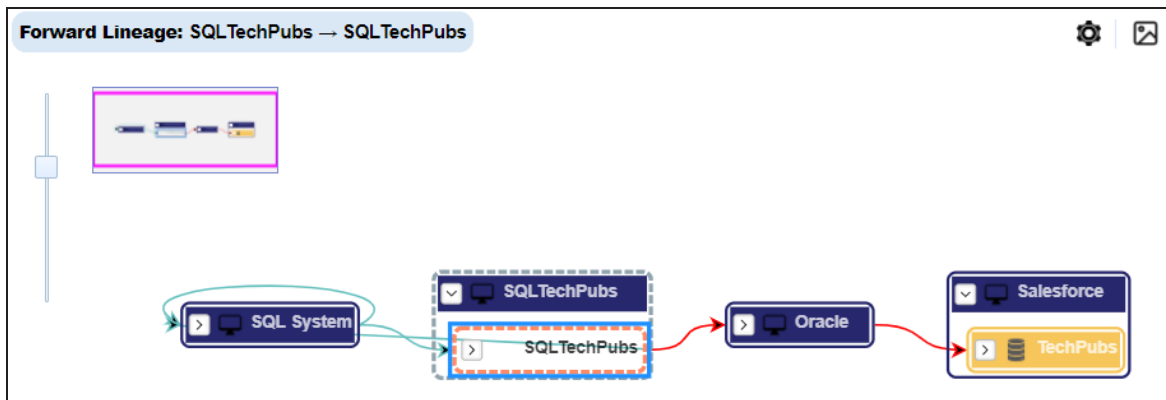 Forward Lineage: SQLTechPubs → SQLTechPubs
SQL System
SQLTechPubs
SQLTechPubs
Oracle
Salesforce
TechPubs